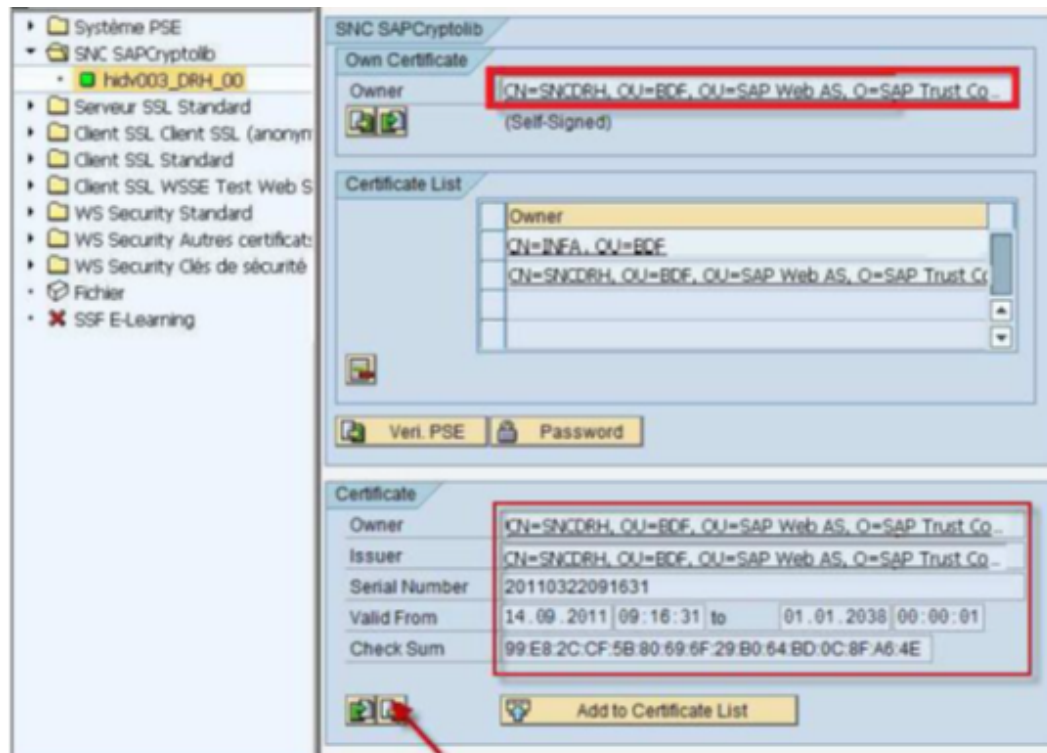 Système PSE
SNC SAPCryptolib
hidv003_DRH_00
Serveur SSL Standard
Client SSL Client SSL (anonym
Client SSL Standard
Client SSL WSSE Test Web S
WS Security Standard
WS Security Autres certificats
WS Security Clés de sécurité
Fichier
SSF E-Learning
SNC SAPCryptolib
Own Certificate
Owner CN=SNCDRH, OU=BDF, OU=SAP Web AS, O=SAP Trust Co...
(Self-Signed)
Certificate List
Owner
CN=INFA, OU=BDF
CN=SNCDRH, OU=BDF, OU=SAP Web AS, O=SAP Trust Co
Veri. PSE Password
Certificate
Owner CN=SNCDRH, OU=BDF, OU=SAP Web AS, O=SAP Trust Co...
Issuer CN=SNCDRH, OU=BDF, OU=SAP Web AS, O=SAP Trust Co...
Serial Number 20110322091631
Valid From 14.09.2011 09:16:31 to 01.01.2038 00:00:01
Check Sum 99:E8:2C:CF:5B:80:69:6F:29:B0:64:BD:0C:8F:A6:4E
Add to Certificate List